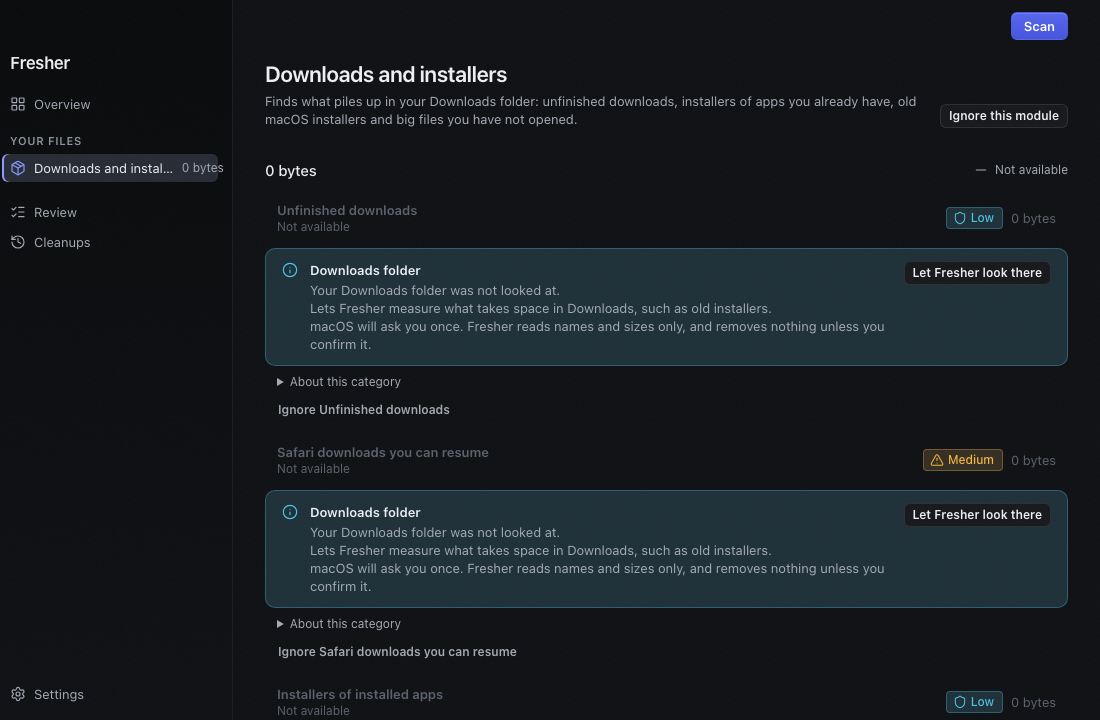 Scan
Fresher
Overview
YOUR FILES
Downloads and instal... 0 bytes
Review
Cleanups
Settings
Downloads and installers
Finds what piles up in your Downloads folder: unfinished downloads, installers of apps you already have, old
macOS installers and big files you have not opened.
Ignore this module
0 bytes
— Not available
Unfinished downloads
Not available
Low 0 bytes
Downloads folder
Your Downloads folder was not looked at.
Lets Fresher measure what takes space in Downloads, such as old installers.
macOS will ask you once. Fresher reads names and sizes only, and removes nothing unless you
confirm it.
Let Fresher look there
About this category
Ignore Unfinished downloads
Safari downloads you can resume
Not available
Medium 0 bytes
Downloads folder
Your Downloads folder was not looked at.
Lets Fresher measure what takes space in Downloads, such as old installers.
macOS will ask you once. Fresher reads names and sizes only, and removes nothing unless you
confirm it.
Let Fresher look there
About this category
Ignore Safari downloads you can resume
Installers of installed apps
Not available
Low 0 bytes